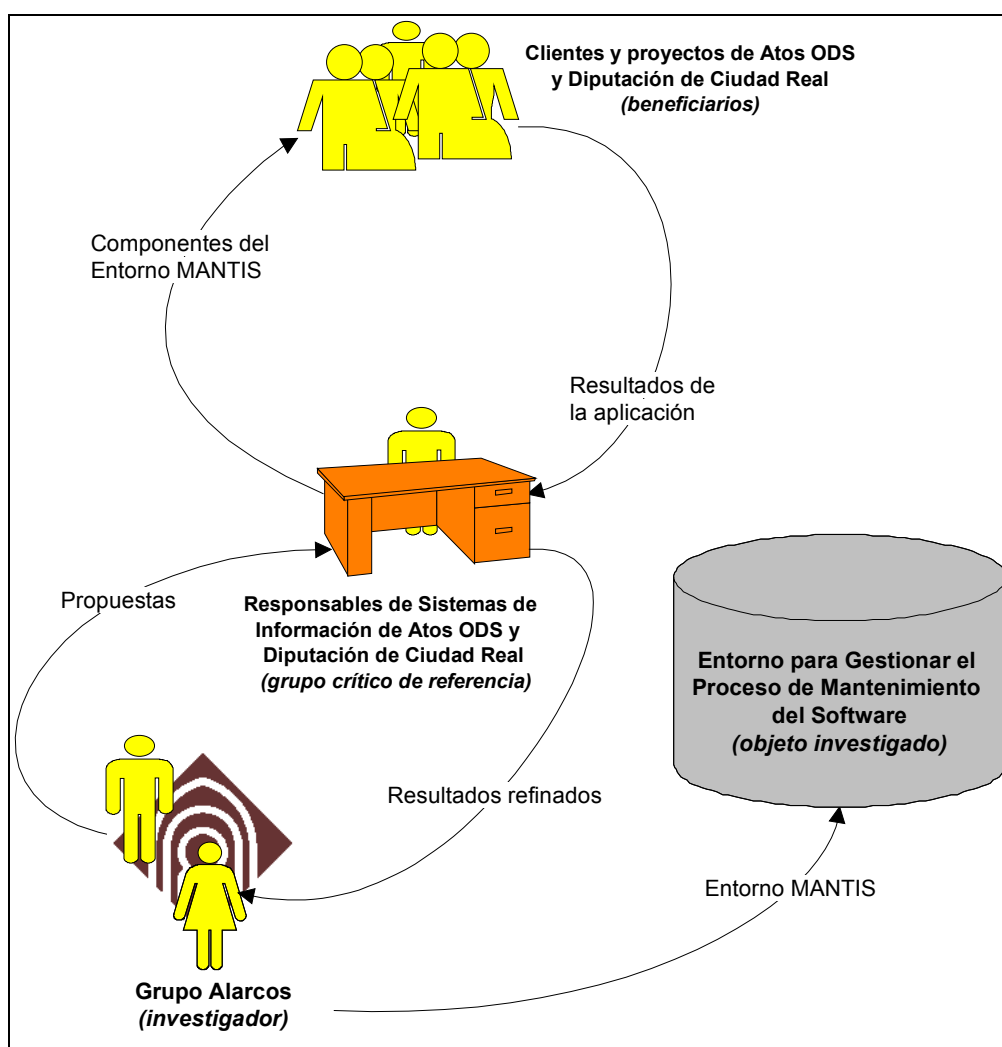 Clientes y proyectos de Atos ODS
y Diputación de Ciudad Real
(beneficiarios)
Componentes del
Entorno MANTIS
Resultados de
la aplicación
Propuestas
Responsables de Sistemas de
Información de Atos ODS y
Diputación de Ciudad Real
(grupo crítico de referencia)
Entorno para Gestionar el
Proceso de Mantenimiento
del Software
(objeto investigado)
Resultados refinados
Entorno MANTIS
Grupo Alarcos
(investigador)